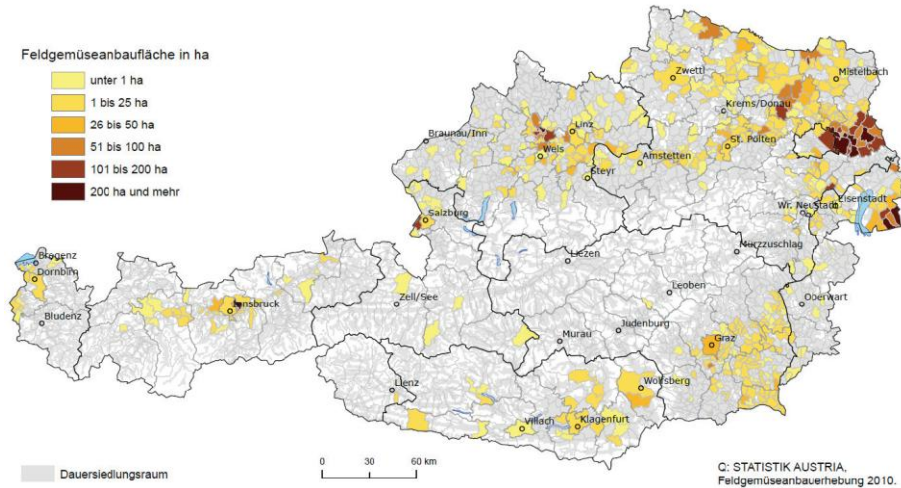 Feldgemüseanbaufläche in ha
unter 1 ha
1 bis 25 ha
26 bis 50 ha
51 bis 100 ha
101 bis 200 ha
200 ha und mehr
Zwettl
Mistelbach
Krems/Donau
Linz
Braunau/Inn
Wels
St. Pölten
Amstetten
Steyr
Eisenstadt
Wr. Neustadt
Salzburg
Mürzzuschlag
Liezen
Bregenz
Dornbirn
Leoben
Zell/See
Oberwart
Innsbruck
Bludenz
Judenburg
Murau
Graz
Lienz
Wolfsberg
Villach
Klagenfurt
0 30 60 km
Dauersiedlungsraum
Q: STATISTIK AUSTRIA,
Feldgemüseanbauerhebung 2010.